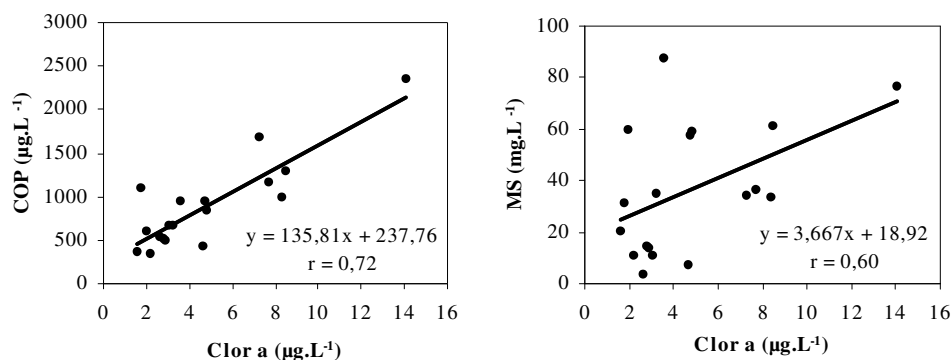 3000
2500
2000
1500
1000
500
0
COP (µg.L -1)
y = 135,81x + 237,76
r = 0,72
0 2 4 6 8 10 12 14 16
Clor a (µg.L-1)
100
80
60
40
20
0
MS (mg.L -1)
y = 3,667x + 18,92
r = 0,60
0 2 4 6 8 10 12 14 16
Clor a (µg.L-1)